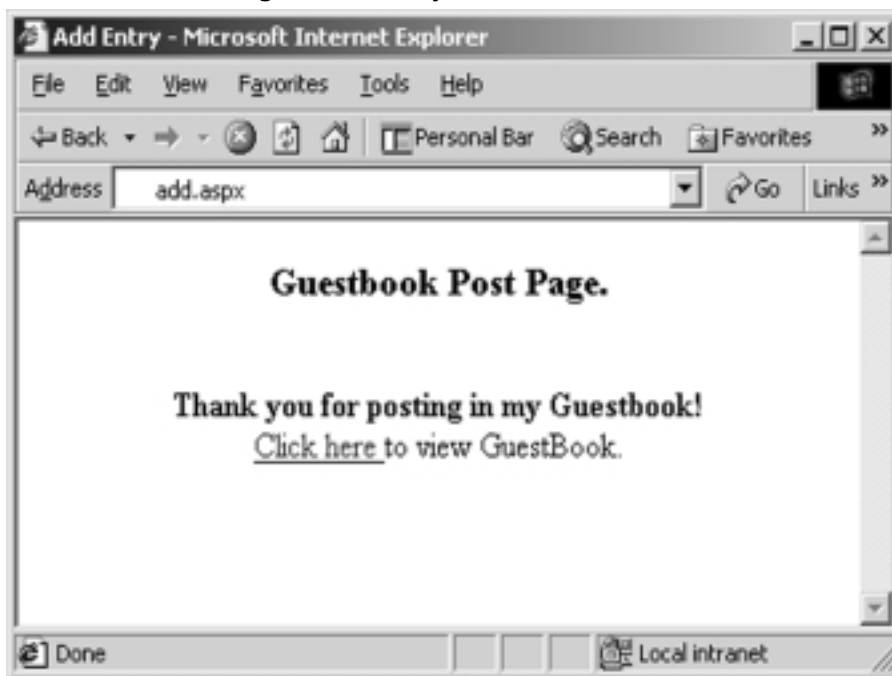 Add Entry - Microsoft Internet Explorer
File Edit View Favorites Tools Help
Back Personal Bar Search Favorites »
Address add.aspx Go Links »
Guestbook Post Page.
Thank you for posting in my Guestbook!
Click here to view GuestBook.
Done Local intranet